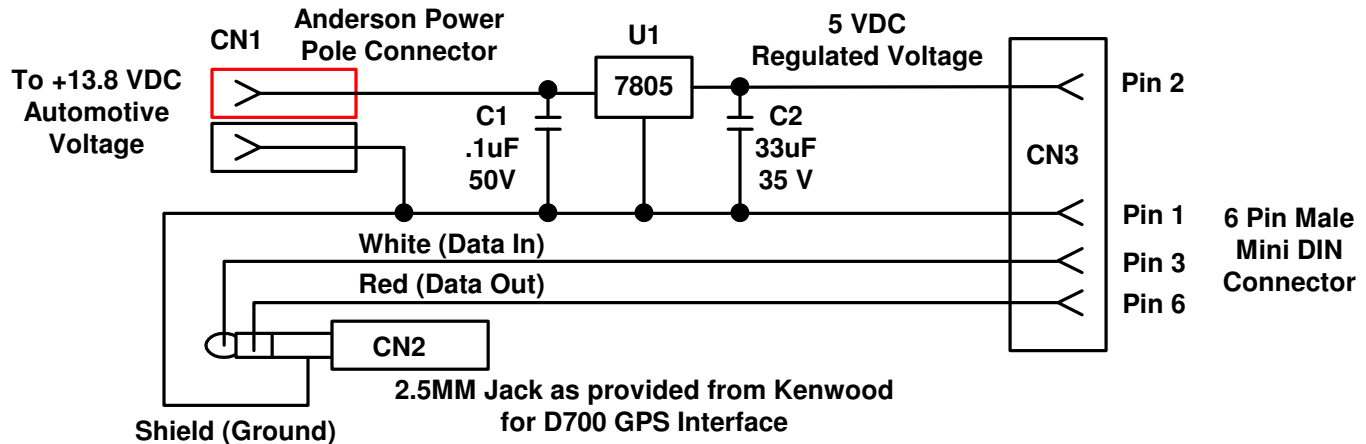 Anderson Power
Pole Connector
CN1
To +13.8 VDC
Automotive
Voltage
U1
7805
5 VDC
Regulated Voltage
C1
.1uF
50V
C2
33uF
35 V
CN3
Pin 2
Pin 1
Pin 3
Pin 6
6 Pin Male
Mini DIN
Connector
White (Data In)
Red (Data Out)
CN2
2.5MM Jack as provided from Kenwood
for D700 GPS Interface
Shield (Ground)